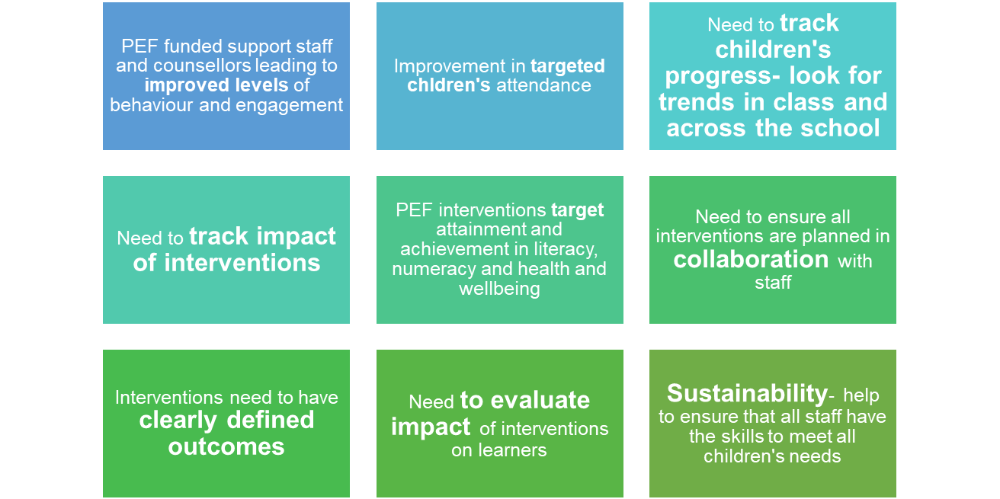 PEF funded support staff
and counsellors leading to
improved levels of
behaviour and engagement
Improvement in targeted
chldren's attendance
Need to track
children's
progress- look for
trends in class and
across the school
Need to track impact
of interventions
PEF interventions target
attainment and
achievement in literacy,
numeracy and health and
wellbeing
Need to ensure all
interventions are planned in
collaboration with
staff
Interventions need to have
clearly defined
outcomes
Need to evaluate
impact of interventions
on learners
Sustainability- help
to ensure that all staff have
the skills to meet all
children's needs